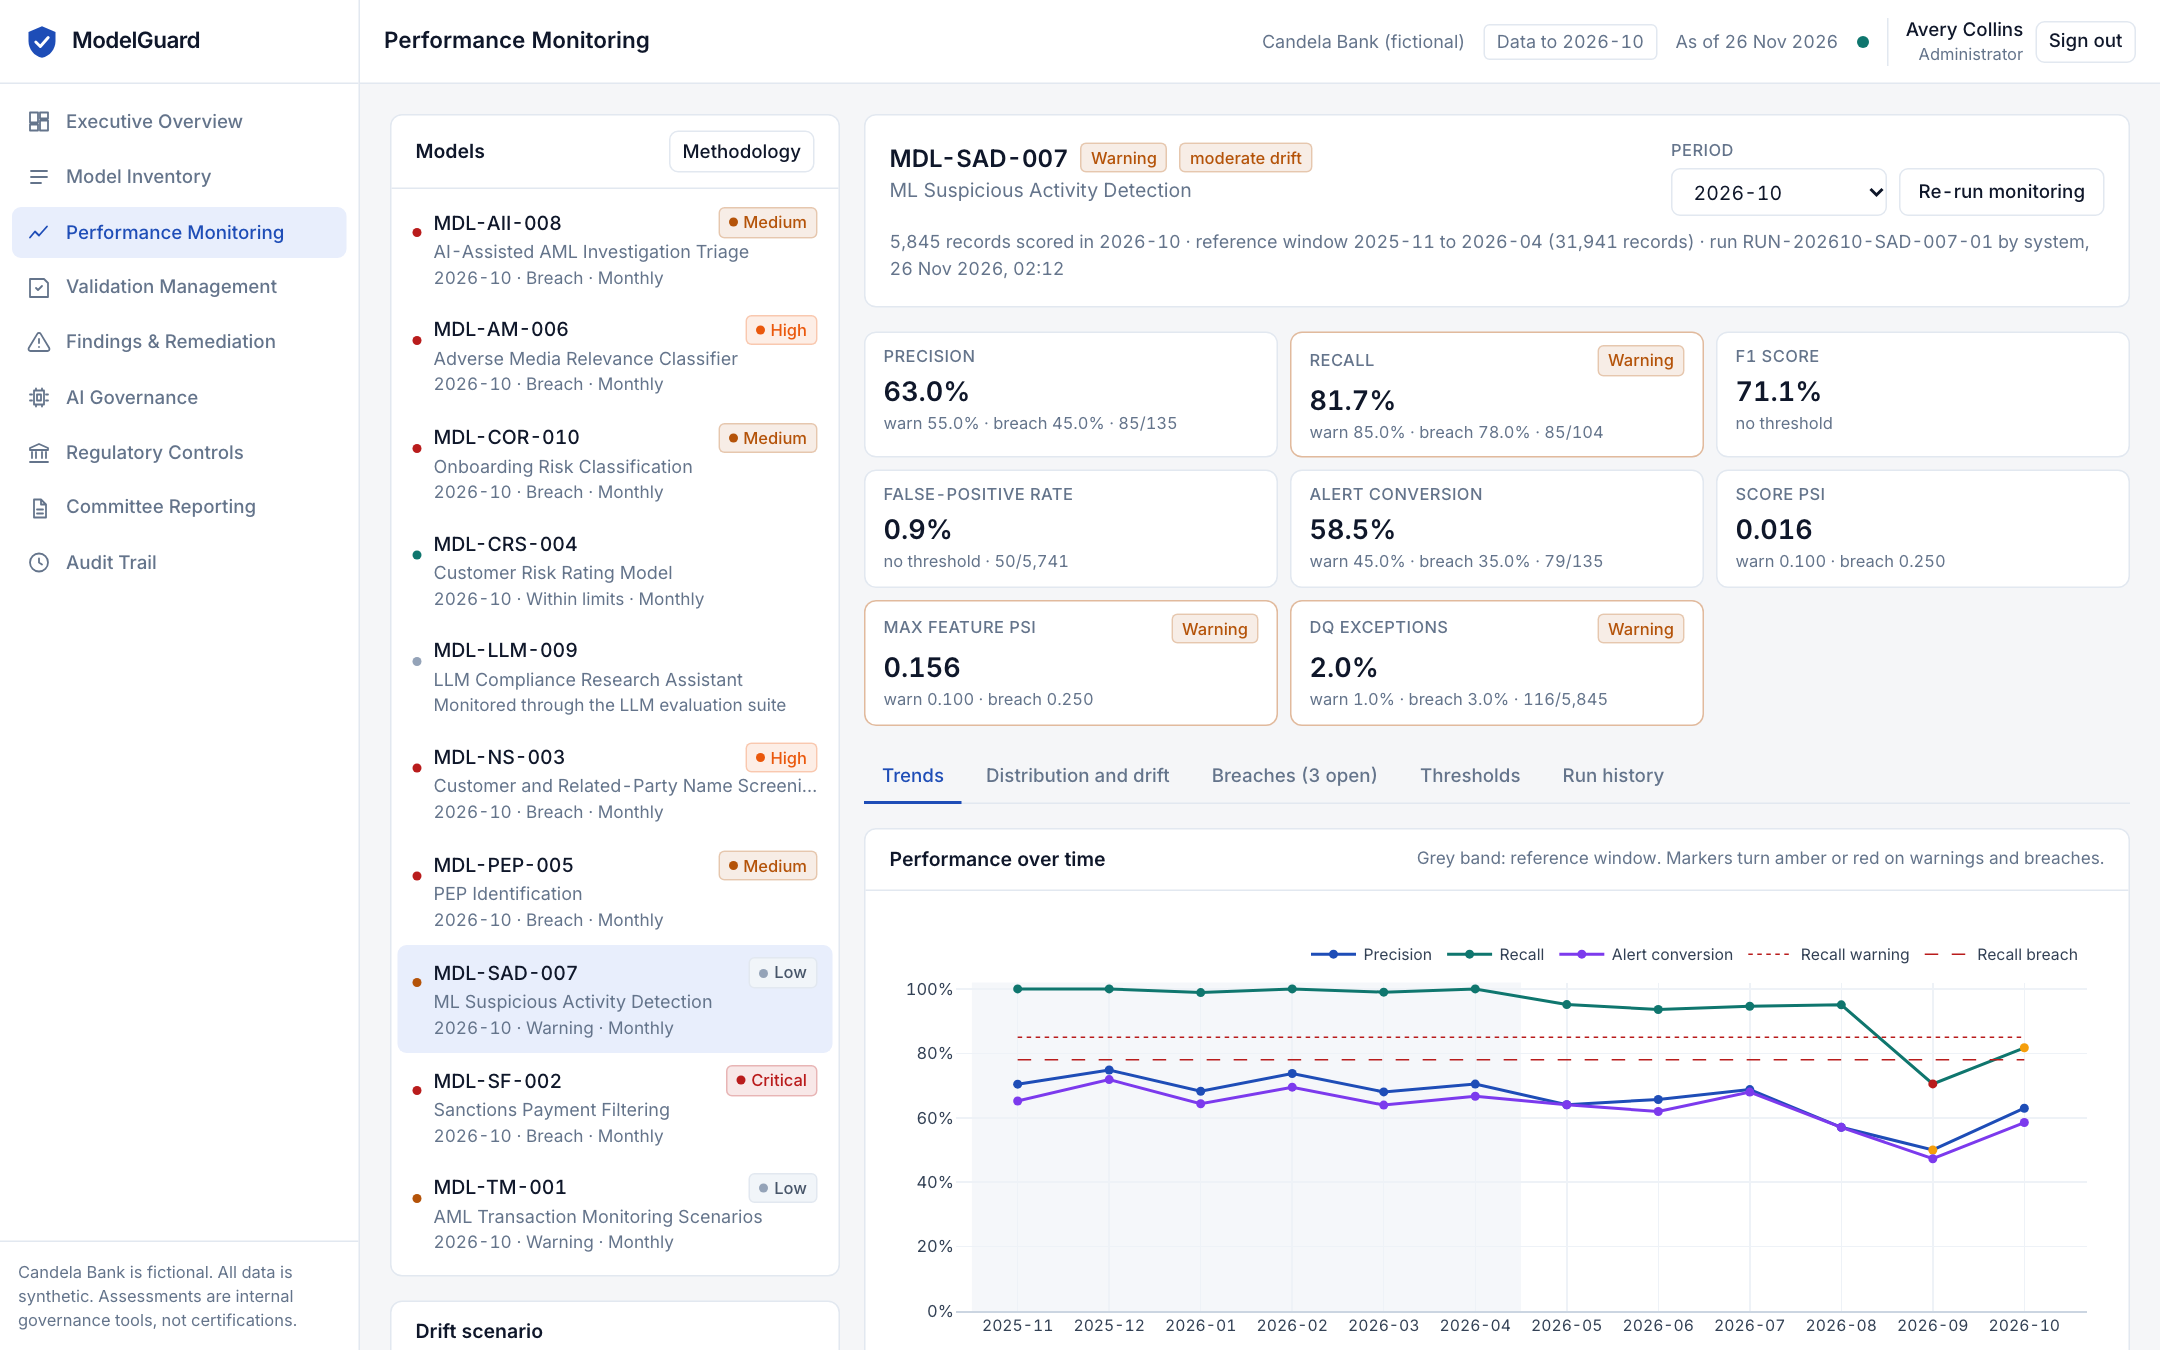 ModelGuard
Performance Monitoring
Candela Bank (fictional)
Data to 2026-10
As of 26 Nov 2026
Avery Collins
Administrator
Sign out
Executive Overview
Model Inventory
Performance Monitoring
Validation Management
Findings & Remediation
AI Governance
Regulatory Controls
Committee Reporting
Audit Trail
Candela Bank is fictional. All data is
synthetic. Assessments are internal
governance tools, not certifications.
Models
Methodology
MDL-AII-008
Medium
AI-Assisted AML Investigation Triage
2026-10 · Breach · Monthly
MDL-AM-006
High
Adverse Media Relevance Classifier
2026-10 · Breach · Monthly
MDL-COR-010
Medium
Onboarding Risk Classification
2026-10 · Breach · Monthly
MDL-CRS-004
Customer Risk Rating Model
2026-10 · Within limits · Monthly
MDL-LLM-009
LLM Compliance Research Assistant
Monitored through the LLM evaluation suite
MDL-NS-003
High
Customer and Related-Party Name Screeni...
2026-10 · Breach · Monthly
MDL-PEP-005
Medium
PEP Identification
2026-10 · Breach · Monthly
MDL-SAD-007
Low
ML Suspicious Activity Detection
2026-10 · Warning · Monthly
MDL-SF-002
Critical
Sanctions Payment Filtering
2026-10 · Breach · Monthly
MDL-TM-001
Low
AML Transaction Monitoring Scenarios
2026-10 · Warning · Monthly
Drift scenario
MDL-SAD-007
Warning
moderate drift
ML Suspicious Activity Detection
PERIOD
2026-10
Re-run monitoring
5,845 records scored in 2026-10 · reference window 2025-11 to 2026-04 (31,941 records) · run RUN-202610-SAD-007-01 by system,
26 Nov 2026, 02:12
PRECISION
63.0%
warn 55.0% · breach 45.0% · 85/135
RECALL
Warning
81.7%
warn 85.0% · breach 78.0% · 85/104
F1 SCORE
71.1%
no threshold
FALSE-POSITIVE RATE
0.9%
no threshold · 50/5,741
ALERT CONVERSION
58.5%
warn 45.0% · breach 35.0% · 79/135
SCORE PSI
0.016
warn 0.100 · breach 0.250
MAX FEATURE PSI
Warning
0.156
warn 0.100 · breach 0.250
DQ EXCEPTIONS
Warning
2.0%
warn 1.0% · breach 3.0% · 116/5,845
Trends
Distribution and drift
Breaches (3 open)
Thresholds
Run history
Performance over time
Grey band: reference window. Markers turn amber or red on warnings and breaches.
Precision
Recall
Alert conversion
Recall warning
Recall breach
100%
80%
60%
40%
20%
0%
2025-11
2025-12
2026-01
2026-02
2026-03
2026-04
2026-05
2026-06
2026-07
2026-08
2026-09
2026-10